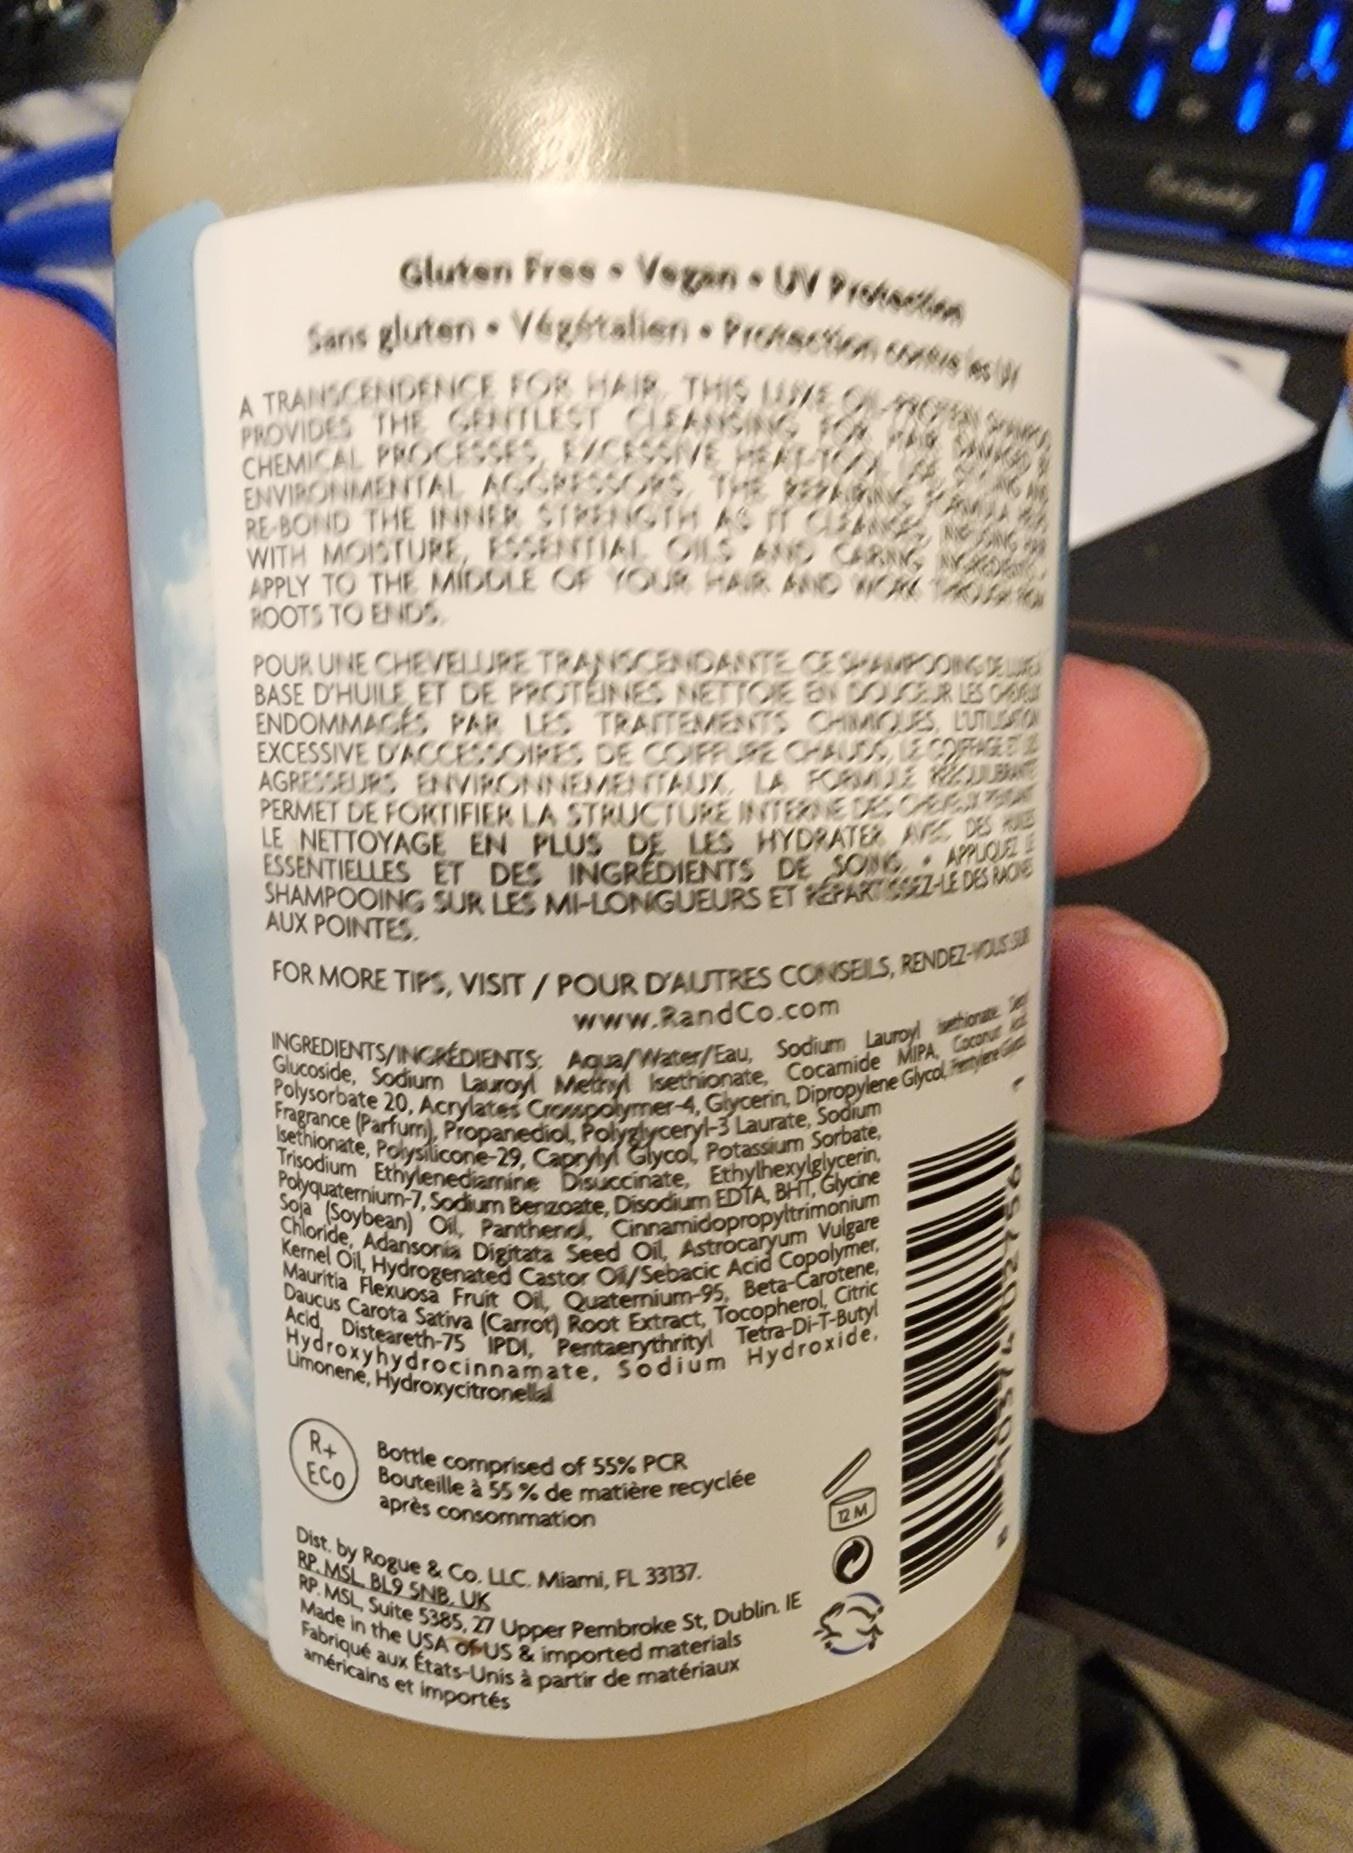 Gluten Free • Vegan • UV Protection
Sans gluten • Végétalien • Protection contre les UV
A TRANSCENDENCE FOR HAIR. THIS LUXE OIL-PROTEIN SHAMPOO
PROVIDES THE GENTLEST CLEANSING FOR HAIR DAMAGED BY
CHEMICAL PROCESSES, EXCESSIVE HEAT-TOOL USE, STYLING AND
ENVIRONMENTAL AGGRESSORS. THE REPAIRING FORMULA HELPS
RE-BOND THE INNER STRENGTH AS IT CLEANSES, INFUSING HAIR
WITH MOISTURE, ESSENTIAL OILS AND CARING INGREDIENTS.
APPLY TO THE MIDDLE OF YOUR HAIR AND WORK THROUGH FROM
ROOTS TO ENDS.
POUR UNE CHEVELURE TRANSCENDANTE. CE SHAMPOOING DE LUXE À
BASE D'HUILE ET DE PROTÉINES NETTOIE EN DOUCEUR LES CHEVEUX
ENDOMMAGÉS PAR LES TRAITEMENTS CHIMIQUES, L'UTILISATION
EXCESSIVE D'ACCESSOIRES DE COIFFURE CHAUDS, LE COIFFAGE ET LES
AGRESSEURS ENVIRONNEMENTAUX. LA FORMULE RÉÉQUILIBRANTE
PERMET DE FORTIFIER LA STRUCTURE INTERNE DES CHEVEUX PENDANT
LE NETTOYAGE EN PLUS DE LES HYDRATER AVEC DES HUILES
ESSENTIELLES ET DES INGRÉDIENTS DE SOINS. • APPLIQUEZ LE
SHAMPOOING SUR LES MI-LONGUEURS ET RÉPARTISSEZ-LE DES RACINES
AUX POINTES.
FOR MORE TIPS, VISIT / POUR D'AUTRES CONSEILS, RENDEZ-VOUS SUR
www.RandCo.com
INGREDIENTS/INGRÉDIENTS: Aqua/Water/Eau, Sodium Lauroyl Isethionate, Decyl
Glucoside, Sodium Lauroyl Methyl Isethionate, Cocamide MIPA, Coconut Acid,
Polysorbate 20, Acrylates Crosspolymer-4, Glycerin, Dipropylene Glycol, Pentylene Glycol,
Fragrance (Parfum), Propanediol, Polyglyceryl-3 Laurate, Sodium
Isethionate, Polysilicone-29, Caprylyl Glycol, Potassium Sorbate,
Trisodium Ethylenediamine Disuccinate, Ethylhexylglycerin,
Polyquaternium-7, Sodium Benzoate, Disodium EDTA, BHT, Glycine
Soja (Soybean) Oil, Panthenol, Cinnamidopropyltrimonium
Chloride, Adansonia Digitata Seed Oil, Astrocaryum Vulgare
Kernel Oil, Hydrogenated Castor Oil/Sebacic Acid Copolymer,
Mauritia Flexuosa Fruit Oil, Quaternium-95, Beta-Carotene,
Daucus Carota Sativa (Carrot) Root Extract, Tocopherol, Citric
Acid, Disteareth-75 IPDI, Pentaerythrityl Tetra-Di-T-Butyl
Hydroxyhydrocinnamate, Sodium Hydroxide,
Limonene, Hydroxycitronellal
R+
ECO
Bottle comprised of 55% PCR
Bouteille à 55 % de matière recyclée
après consommation
12 M
Dist. by Rogue & Co. LLC. Miami, FL 33137.
RP. MSL. BL9 5NB. UK
RP. MSL, Suite 5385, 27 Upper Pembroke St, Dublin. IE
Made in the USA of US & imported materials
Fabriqué aux États-Unis à partir de matériaux
américains et importés